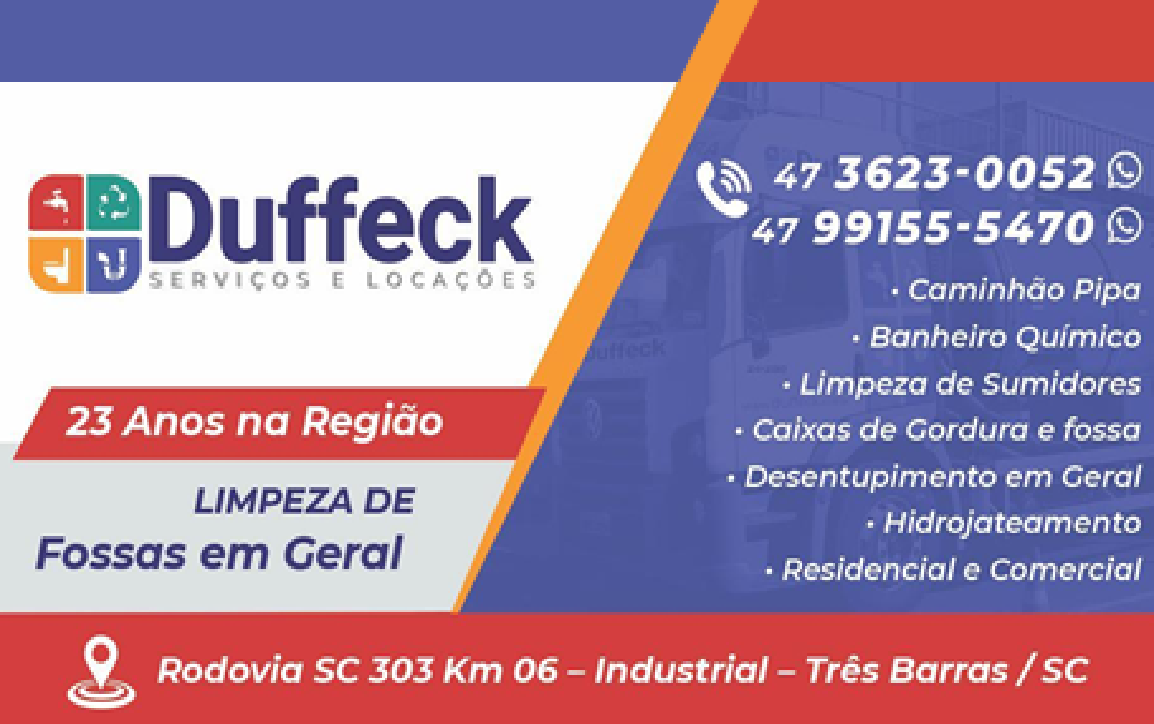 Duffeck
SERVIÇOS E LOCAÇÕES
23 Anos na Região
LIMPEZA DE
Fossas em Geral
47 3623-0052
47 99155-5470
• Caminhão Pipa
• Banheiro Químico
• Limpeza de Sumidores
• Caixas de Gordura e fossa
• Desentupimento em Geral
• Hidrojateamento
• Residencial e Comercial
Duffeck
Rodovia SC 303 Km 06 – Industrial – Três Barras / SC